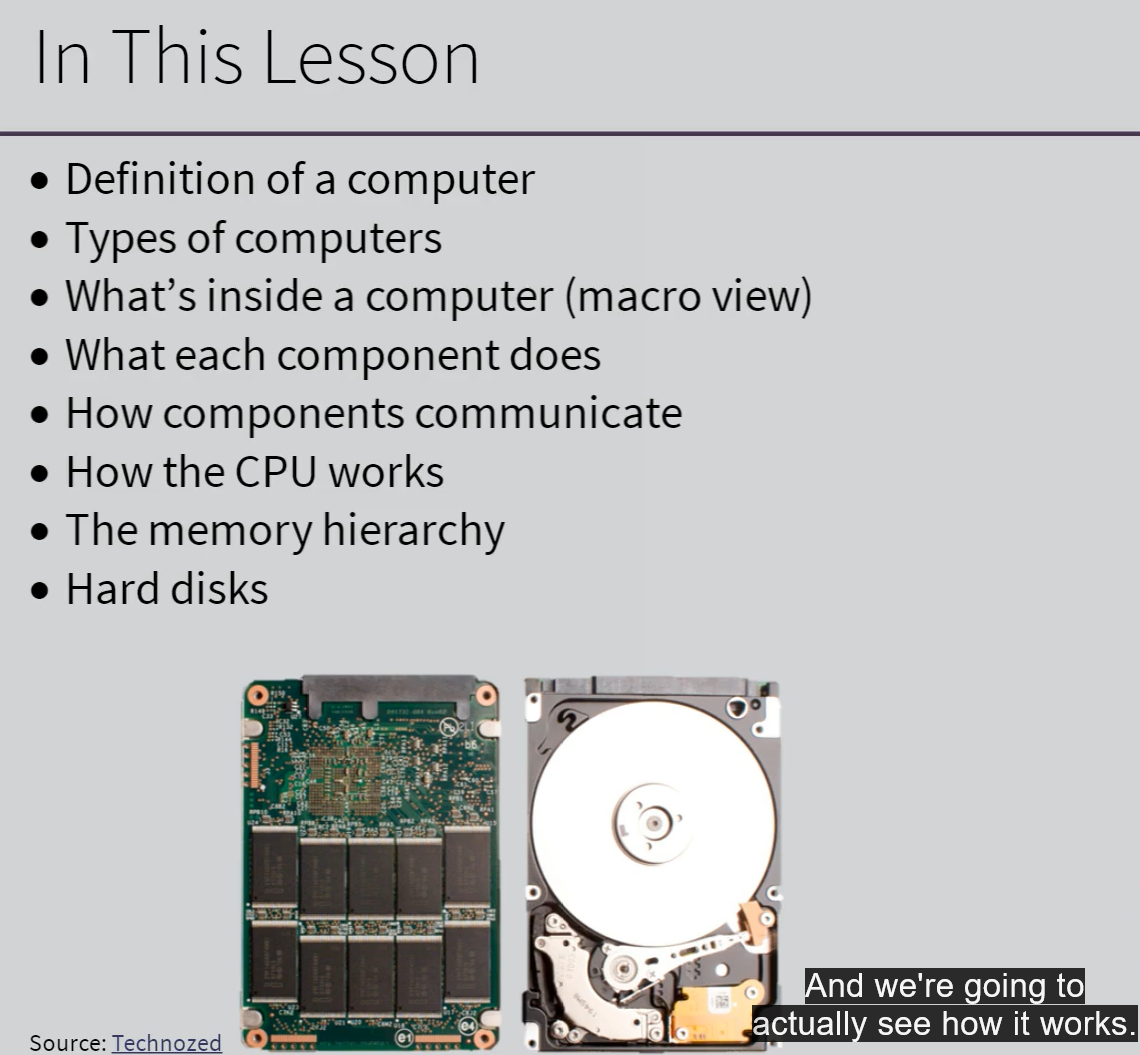 In This Lesson
• Definition of a computer
• Types of computers
• What’s inside a computer (macro view)
• What each component does
• How components communicate
• How the CPU works
• The memory hierarchy
• Hard disks
And we're going to
actually see how it works.
Source: Technozed